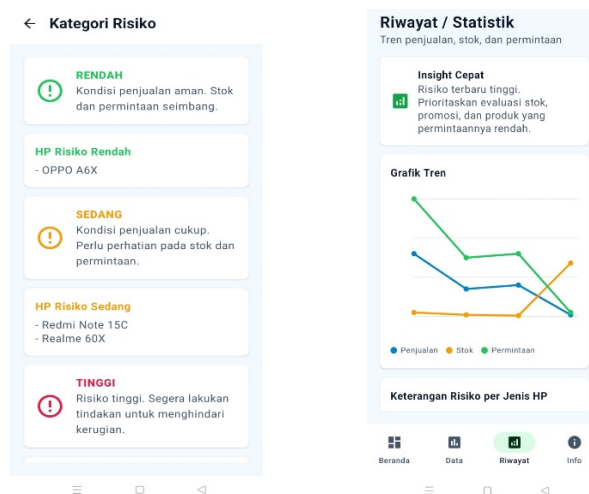 Kategori Risiko
RENDAH
Kondisi penjualan aman. Stok
dan permintaan seimbang.
HP Risiko Rendah
- OPPO A6X
SEDANG
Kondisi penjualan cukup.
Perlu perhatian pada stok dan
permintaan.
HP Risiko Sedang
- Redmi Note 15C
- Realme 60X
TINGGI
Risiko tinggi. Segera lakukan
tindakan untuk menghindari
kerugian.
Riwayat / Statistik
Tren penjualan, stok, dan permintaan
Insight Cepat
Risiko terbaru tinggi.
Prioritaskan evaluasi stok,
promosi, dan produk yang
permintaannya rendah.
Grafik Tren
Penjualan Stok Permintaan
Keterangan Risiko per Jenis HP
Beranda Data Riwayat Info